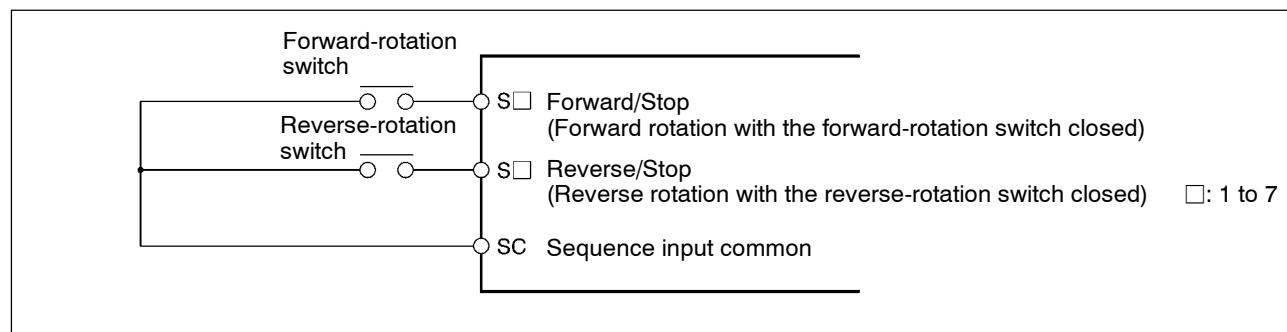 Forward-rotation
switch
S□ Forward/Stop
(Forward rotation with the forward-rotation switch closed)
Reverse-rotation
switch
S□ Reverse/Stop
(Reverse rotation with the reverse-rotation switch closed) □: 1 to 7
SC Sequence input common